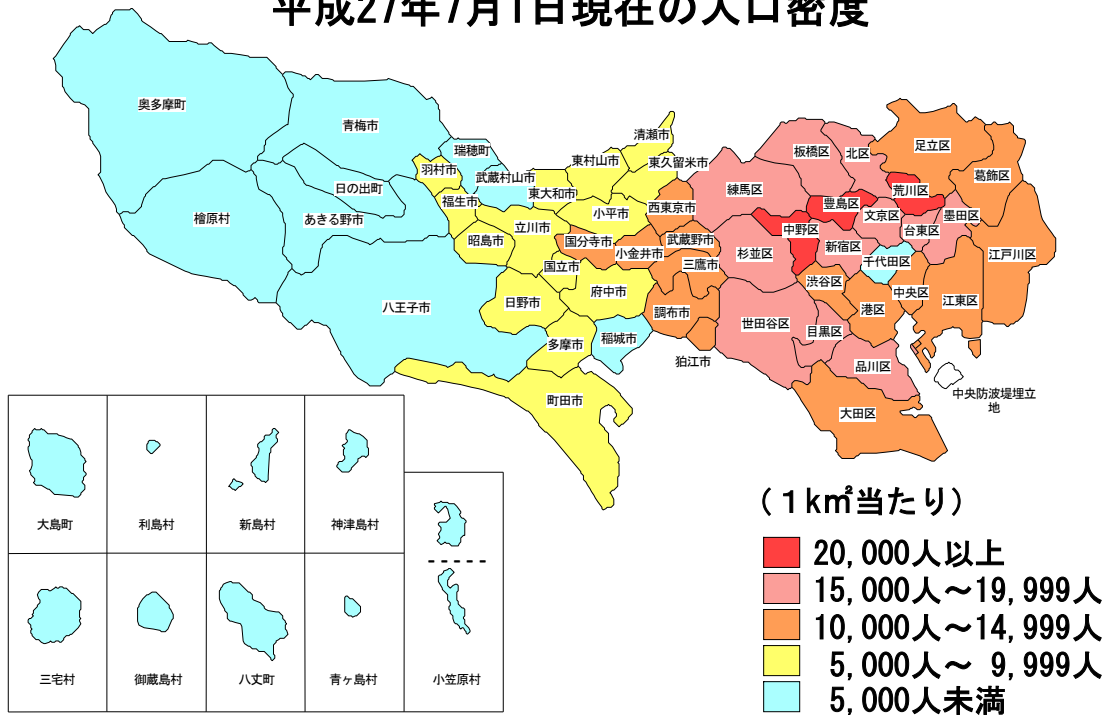 平成27年7月1日現在の人口密度
奥多摩町
青梅市
瑞穂町
羽村市
武蔵村山市
東大和市
東村山市
清瀬市
東久留米市
日の出町
檜原村
あきる野市
福生市
昭島市
立川市
小平市
西東京市
国分寺市
小金井市
武蔵野市
三鷹市
国立市
八王子市
日野市
府中市
調布市
多摩市
稲城市
狛江市
町田市
板橋区
北区
足立区
葛飾区
練馬区
豊島区
荒川区
文京区
台東区
墨田区
中野区
杉並区
新宿区
千代田区
江戸川区
渋谷区
港区
中央区
江東区
世田谷区
目黒区
品川区
大田区
中央防波堤埋立
地
大島町
利島村
新島村
神津島村
三宅村
御蔵島村
八丈町
青ヶ島村
小笠原村
(1k㎡当たり)
20,000人以上
15,000人～19,999人
10,000人～14,999人
5,000人～ 9,999人
5,000人未満